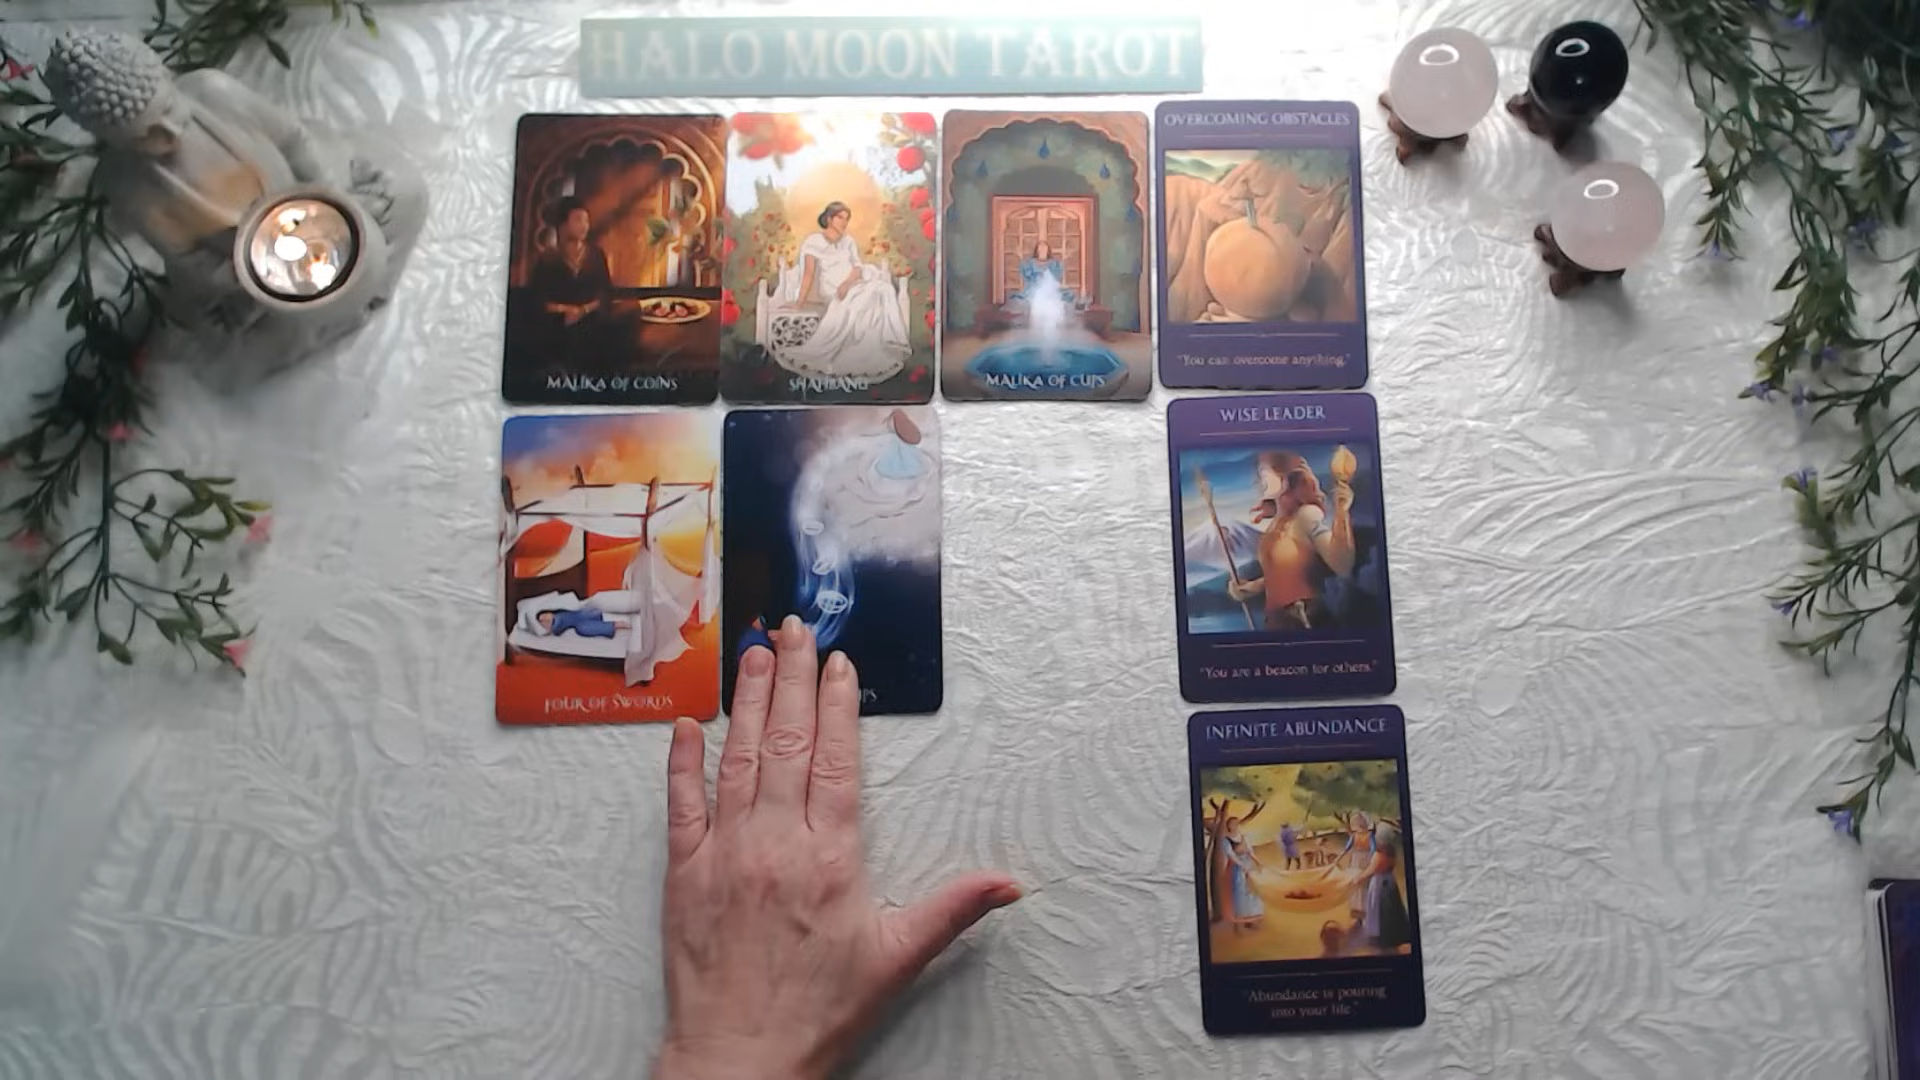 HALO MOON TAROT
MALIKA OF COINS
SHAHBANU
MALIKA OF CUPS
OVERCOMING OBSTACLES
"You can overcome anything."
FOUR OF SWORDS
WISE LEADER
"You are a beacon for others."
INFINITE ABUNDANCE
"Abundance is pouring
into your life."